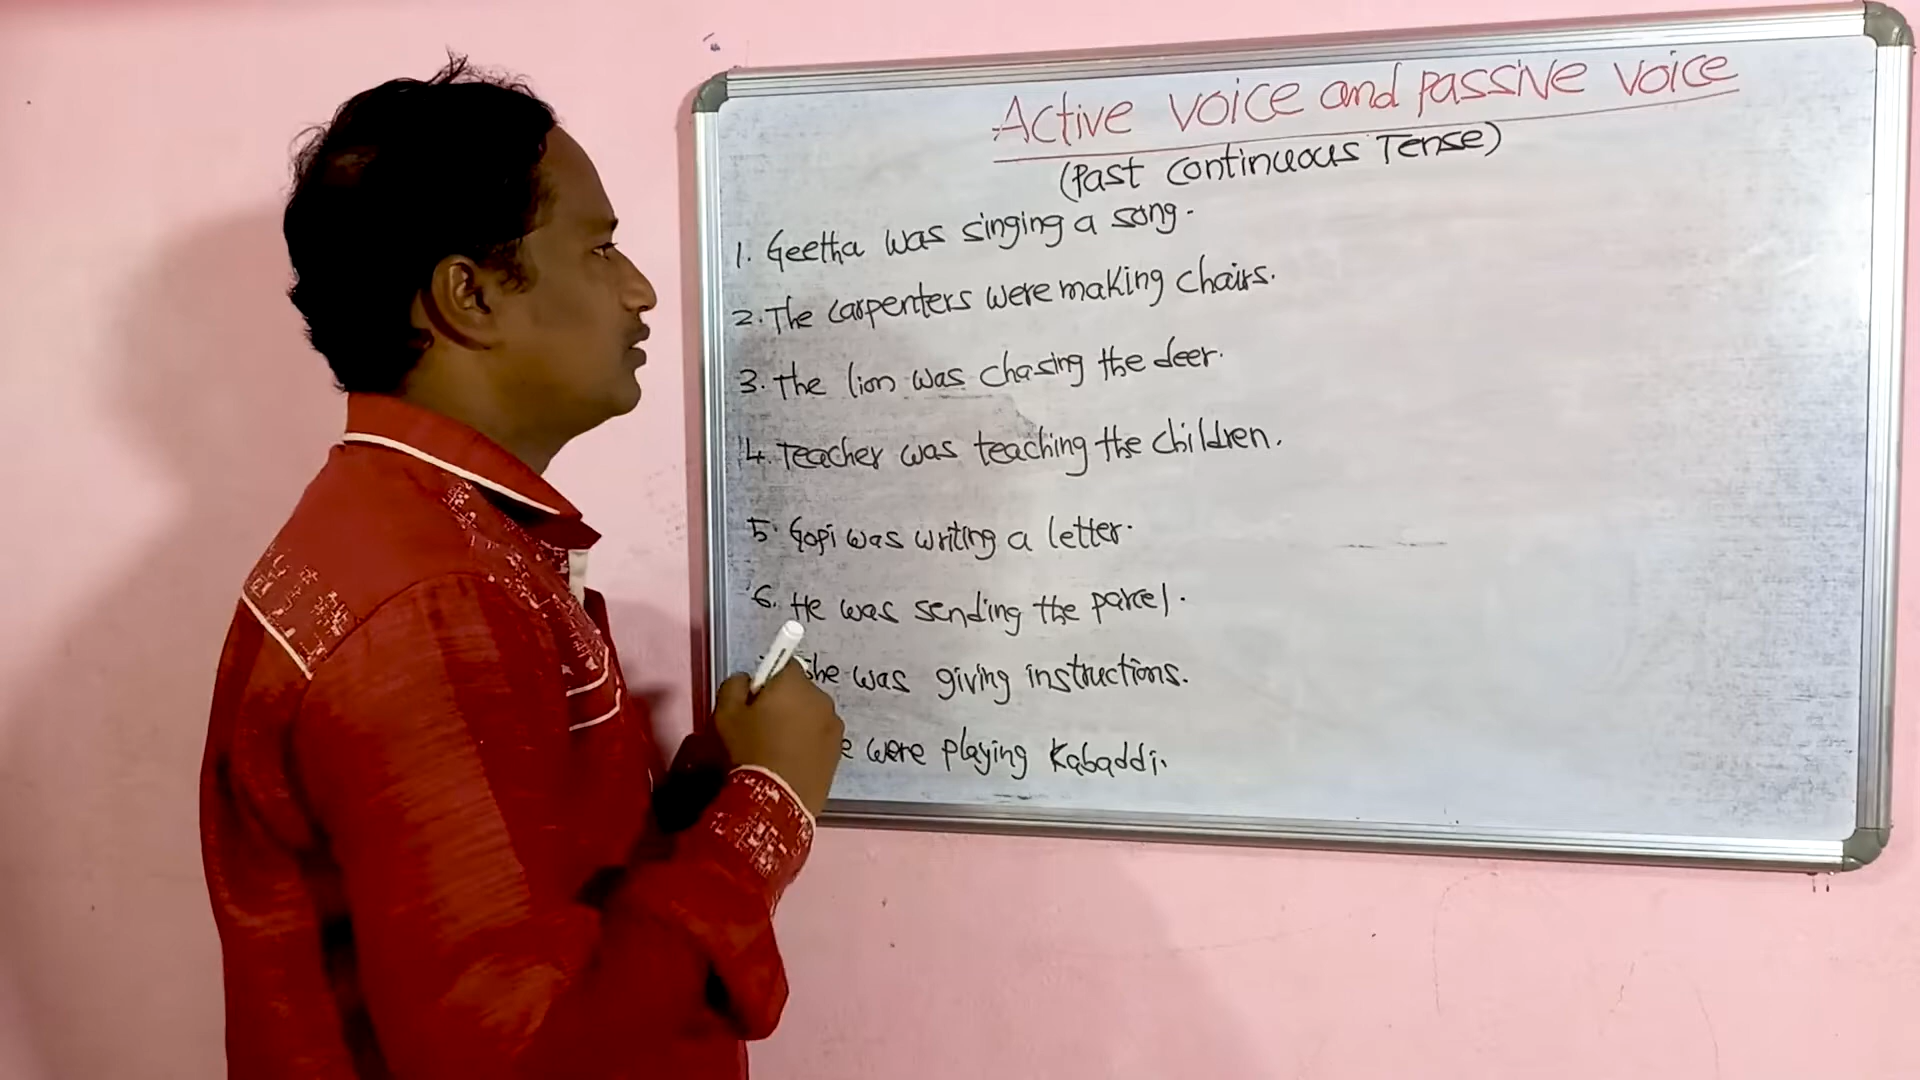 Active voice and passive voice
(Past continuous Tense)
1. Geetha was singing a song.
2. The carpenters were making chairs.
3. The lion was chasing the deer.
4. Teacher was teaching the children.
5. Gopi was writing a letter.
6. He was sending the parcel.
she was giving instructions.
were playing Kabaddi.